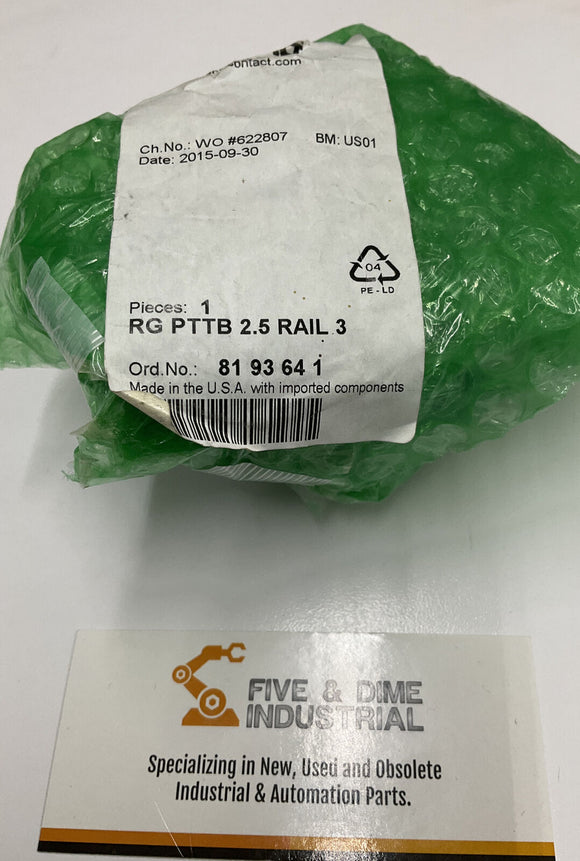 ontact.com
Ch.No.: WO #622807 BM: US01
Date: 2015-09-30
04
PE-LD
Pieces: 1
RG PTTB 2.5 RAIL 3
Ord.No.: 81 93 64 1
Made in the U.S.A. with imported components
FIVE & DIME
INDUSTRIAL
Specializing in New, Used and Obsolete
Industrial & Automation Parts.